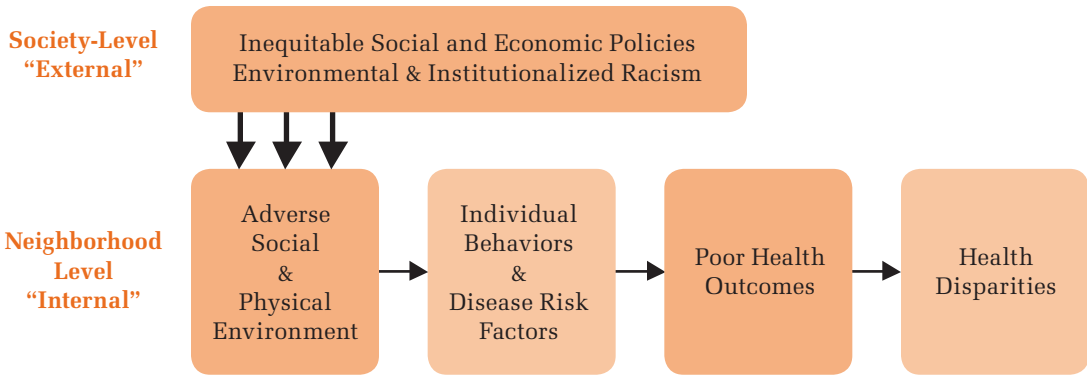 Society-Level
“External”
Inequitable Social and Economic Policies
Environmental & Institutionalized Racism
Neighborhood
Level
“Internal”
Adverse
Social
&
Physical
Environment
Individual
Behaviors
&
Disease Risk
Factors
Poor Health
Outcomes
Health
Disparities